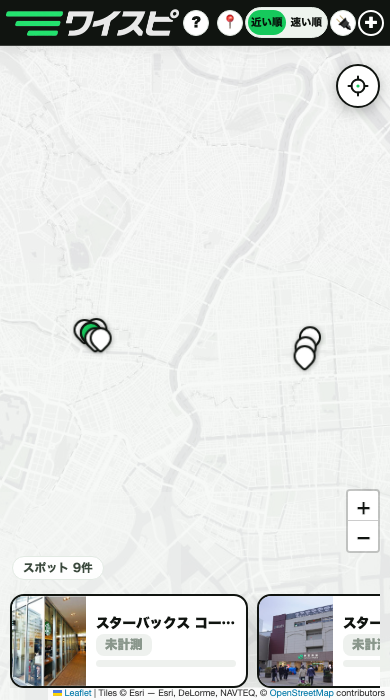 ワイスピ
?
近い順
速い順
+
+
−
スポット 9件
スターバックス コー…
未計測
スター
未計測
Leaflet | Tiles © Esri — Esri, DeLorme, NAVTEQ, © OpenStreetMap contributors